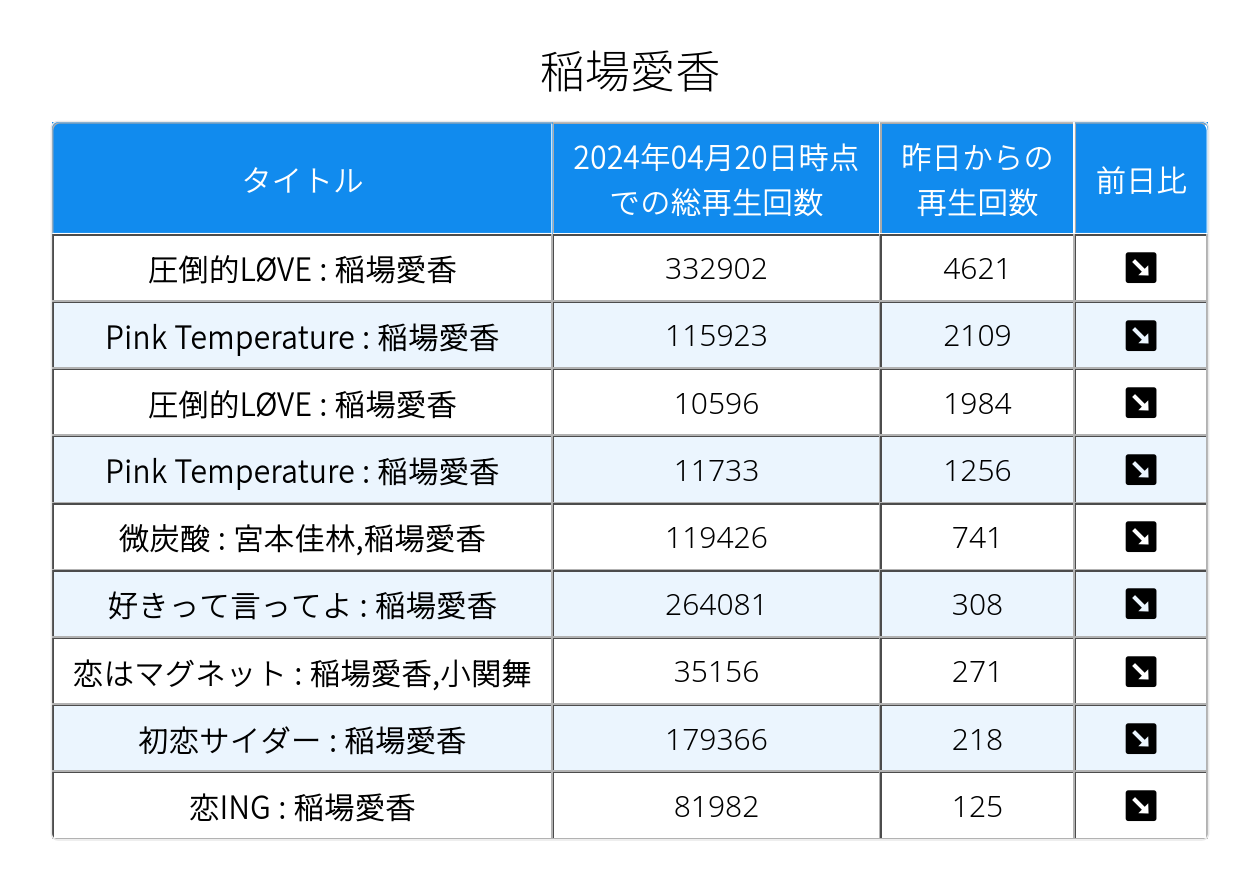 稲場愛香
タイトル
2024年04月20日時点
での総再生回数
昨日からの
再生回数
前日比
圧倒的LØVE : 稲場愛香 332902 4621 ↘
Pink Temperature : 稲場愛香 115923 2109 ↘
圧倒的LØVE : 稲場愛香 10596 1984 ↘
Pink Temperature : 稲場愛香 11733 1256 ↘
微炭酸 : 宮本佳林,稲場愛香 119426 741 ↘
好きって言ってよ : 稲場愛香 264081 308 ↘
恋はマグネット : 稲場愛香,小関舞 35156 271 ↘
初恋サイダー : 稲場愛香 179366 218 ↘
恋ING : 稲場愛香 81982 125 ↘